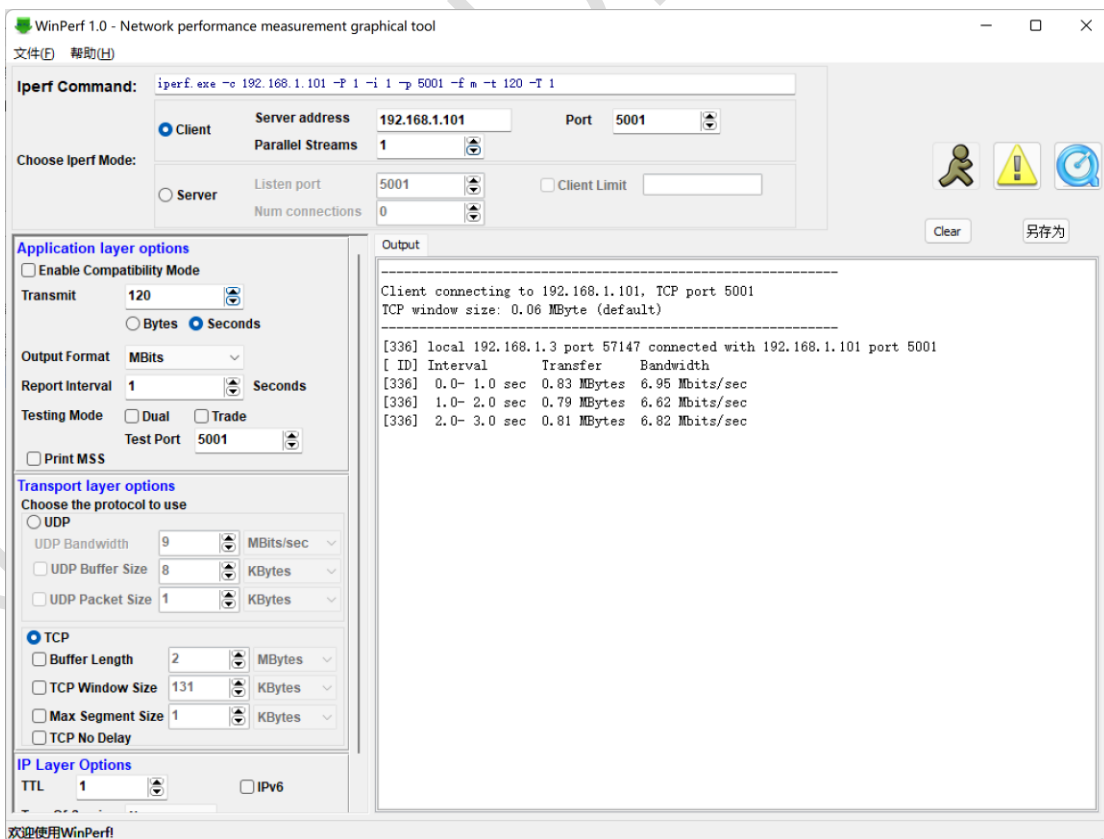 WinPerf 1.0 - Network performance measurement graphical tool
文件(F) 帮助(H)
Iperf Command: iperf.exe -c 192.168.1.101 -P 1 -i 1 -p 5001 -f m -t 120 -T 1
Choose Iperf Mode:
Client
Server address 192.168.1.101 Port 5001
Parallel Streams 1
Server
Listen port 5001 Client Limit
Num connections 0
Clear 另存为
Application layer options
Enable Compatibility Mode
Transmit 120
Bytes Seconds
Output Format MBits
Report Interval 1 Seconds
Testing Mode Dual Trade
Test Port 5001
Print MSS
Transport layer options
Choose the protocol to use
UDP
UDP Bandwidth 9 MBits/sec
UDP Buffer Size 8 KBytes
UDP Packet Size 1 KBytes
TCP
Buffer Length 2 MBytes
TCP Window Size 131 KBytes
Max Segment Size 1 KBytes
TCP No Delay
IP Layer Options
TTL 1 IPv6
Output
------------------------------------------------------------
Client connecting to 192.168.1.101, TCP port 5001
TCP window size: 0.06 MByte (default)
------------------------------------------------------------
[336] local 192.168.1.3 port 57147 connected with 192.168.1.101 port 5001
[ ID] Interval Transfer Bandwidth
[336] 0.0- 1.0 sec 0.83 MBytes 6.95 Mbits/sec
[336] 1.0- 2.0 sec 0.79 MBytes 6.62 Mbits/sec
[336] 2.0- 3.0 sec 0.81 MBytes 6.82 Mbits/sec
欢迎使用WinPerf!